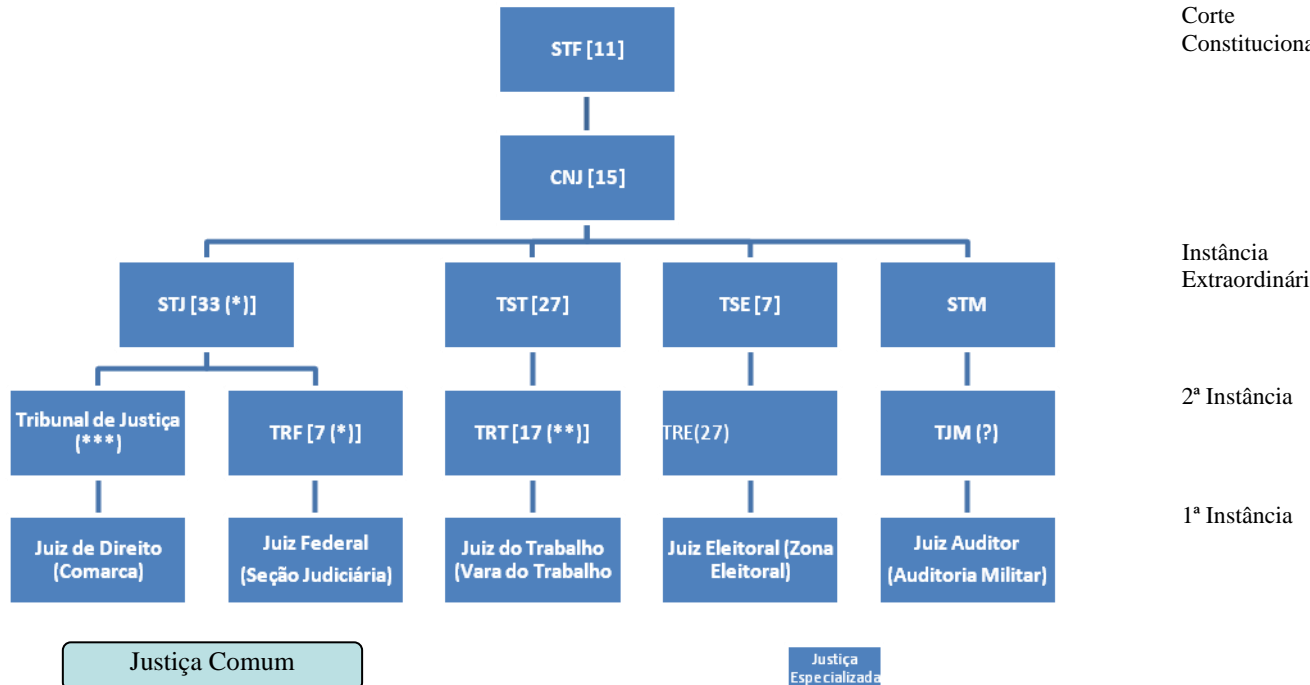 STF [11]
Corte
Constituciona
CNJ [15]
STJ [33 (*)]
TST [27]
TSE [7]
STM
Instância
Extraordinári
Tribunal de Justiça
(***)
TRF [7 (*)]
TRT [17 (**)]
TRE(27)
TJM (?)
2ª Instância
Juiz de Direito
(Comarca)
Juiz Federal
(Seção Judiciária)
Juiz do Trabalho
(Vara do Trabalho
Juiz Eleitoral (Zona
Eleitoral)
Juiz Auditor
(Auditoria Militar)
1ª Instância
Justiça Comum
Justiça
Especializada